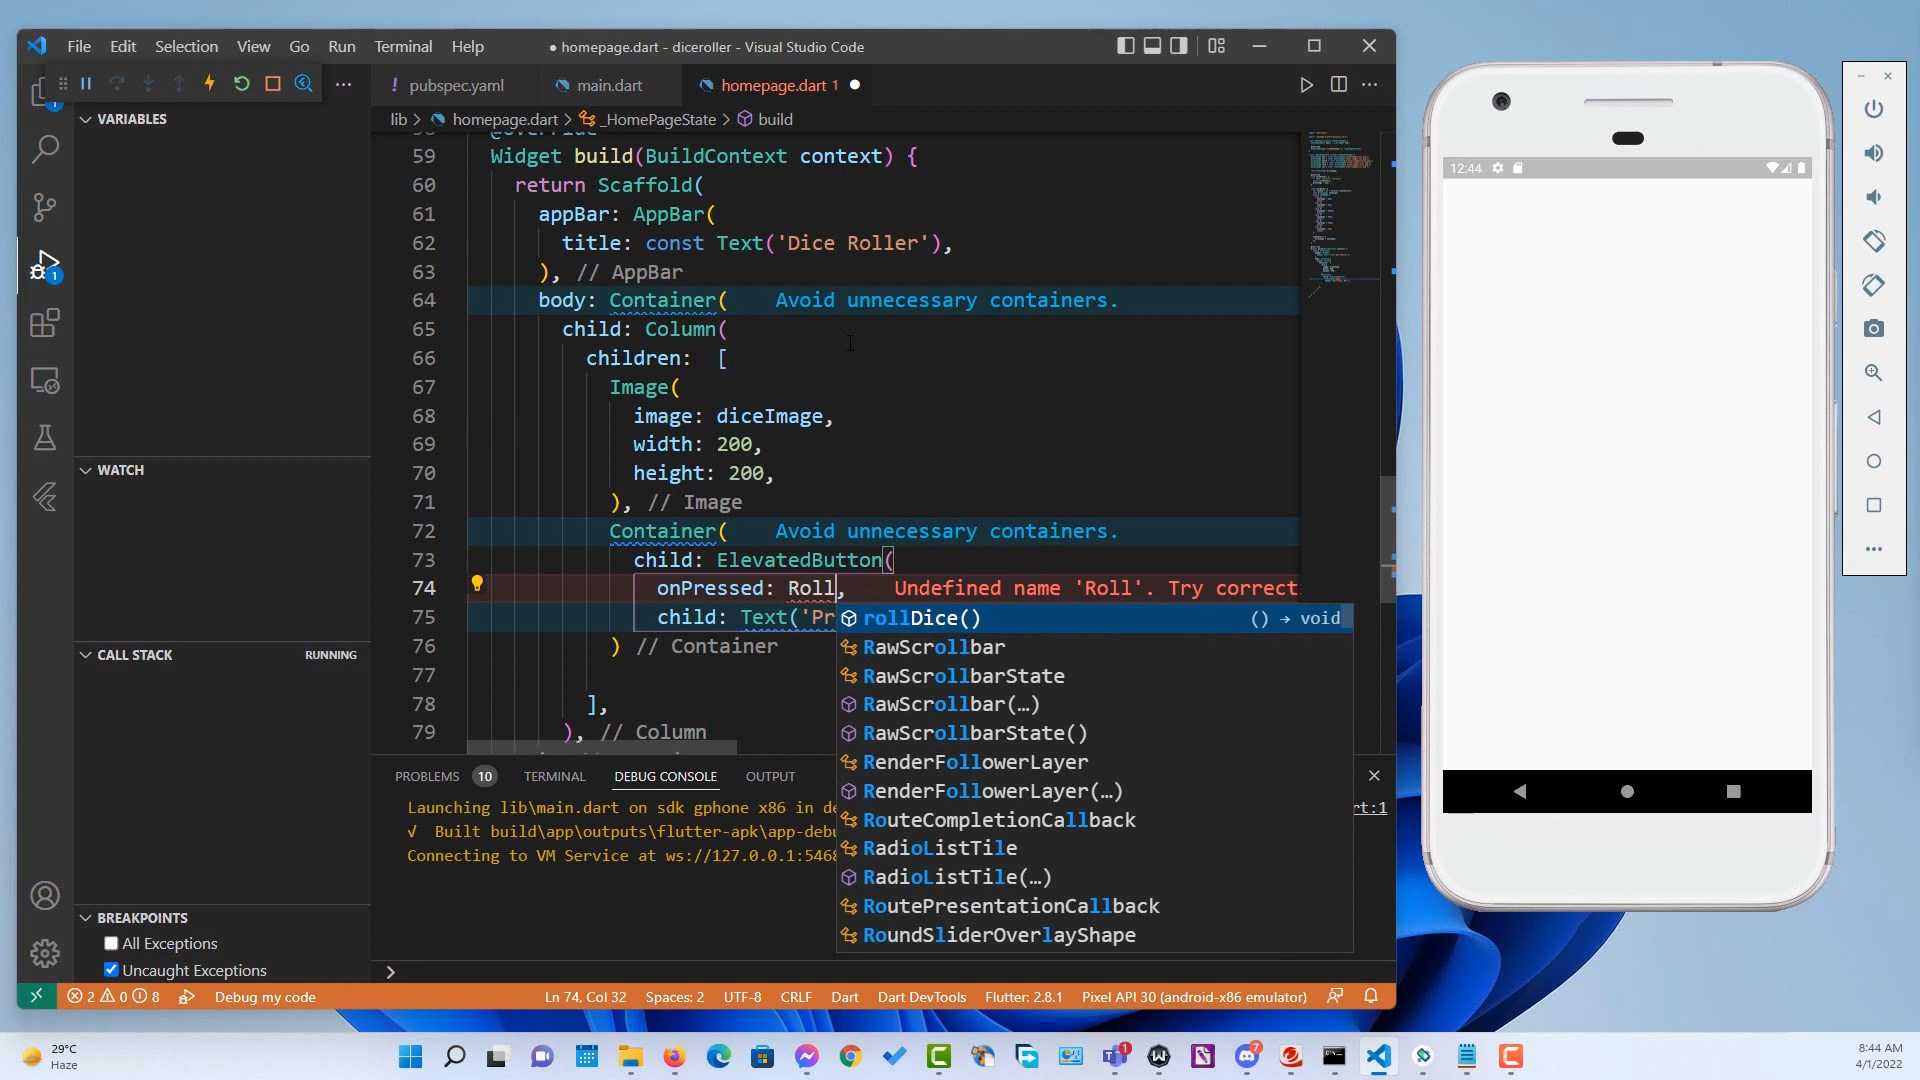 File Edit Selection View Go Run Terminal Help
● homepage.dart - diceroller - Visual Studio Code
pubspec.yaml
main.dart
homepage.dart 1
lib > homepage.dart > _HomePageState > build
VARIABLES
WATCH
CALL STACK RUNNING
BREAKPOINTS
All Exceptions
Uncaught Exceptions
@override
59 Widget build(BuildContext context) {
60 return Scaffold(
61 appBar: AppBar(
62 title: const Text('Dice Roller'),
63 ), // AppBar
64 body: Container( Avoid unnecessary containers.
65 child: Column(
66 children: [
67 Image(
68 image: diceImage,
69 width: 200,
70 height: 200,
71 ), // Image
72 Container( Avoid unnecessary containers.
73 child: ElevatedButton(
74 onPressed: Roll, Undefined name 'Roll'. Try correct
75 child: Text('Pr
76 ) // Container
77
78 ],
79 ), // Column
rollDice() () → void
RawScrollbar
RawScrollbarState
RawScrollbar(…)
RawScrollbarState()
RenderFollowerLayer
RenderFollowerLayer(…)
RouteCompletionCallback
RadioListTile
RadioListTile(…)
RoutePresentationCallback
RoundSliderOverlayShape
PROBLEMS 10 TERMINAL DEBUG CONSOLE OUTPUT
Launching lib\main.dart on sdk gphone x86 in de
rt:1
√ Built build\app\outputs\flutter-apk\app-debu
Connecting to VM Service at ws://127.0.0.1:5468
2 0 8 Debug my code Ln 74, Col 32 Spaces: 2 UTF-8 CRLF Dart Dart DevTools Flutter: 2.8.1 Pixel API 30 (android-x86 emulator)
12:44
29°C
Haze
1
7
8:44 AM
4/1/2022